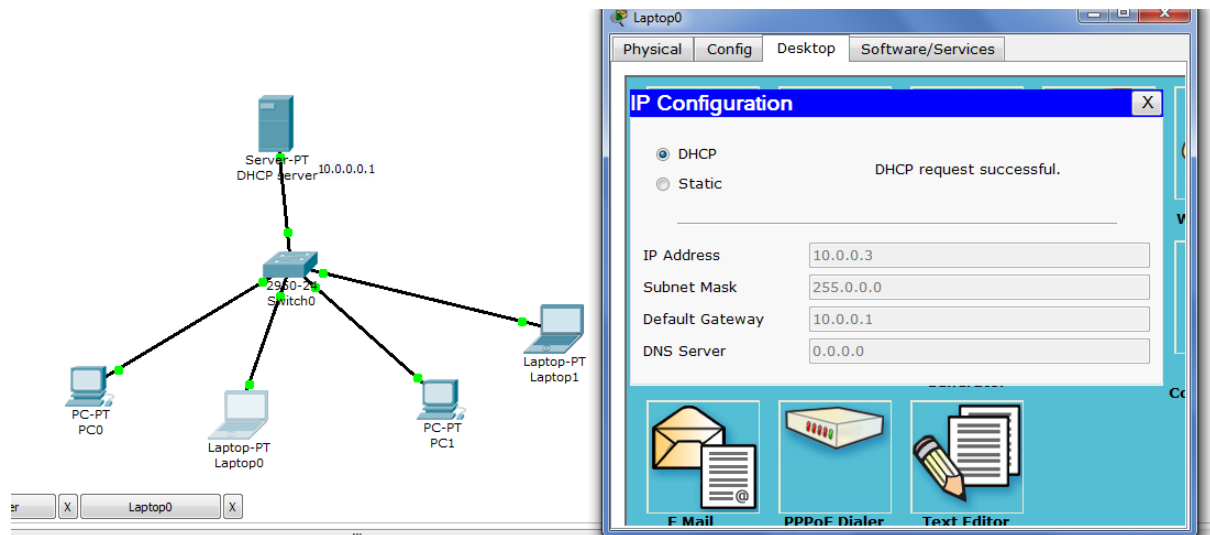 Server-PT
DHCP server
10.0.0.0.1
2950-24
Switch0
Laptop-PT
Laptop1
PC-PT
PC0
PC-PT
PC1
Laptop-PT
Laptop0
X
Laptop0
X
Laptop0
Physical
Config
Desktop
Software/Services
IP Configuration
X
DHCP
DHCP request successful.
Static
IP Address
10.0.0.3
Subnet Mask
255.0.0.0
Default Gateway
10.0.0.1
DNS Server
0.0.0.0
E Mail
PPPoE Dialer
Text Editor